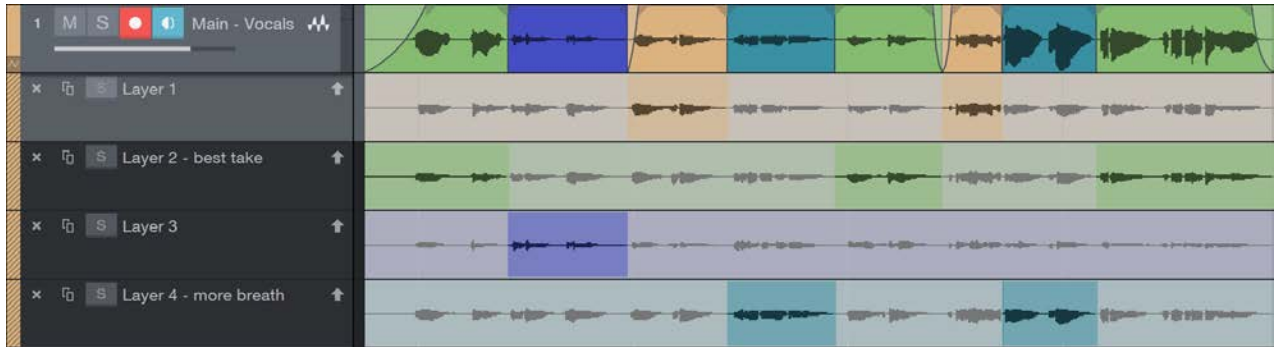 1 M S Main - Vocals
S Layer 1
S Layer 2 - best take
S Layer 3
S Layer 4 - more breath